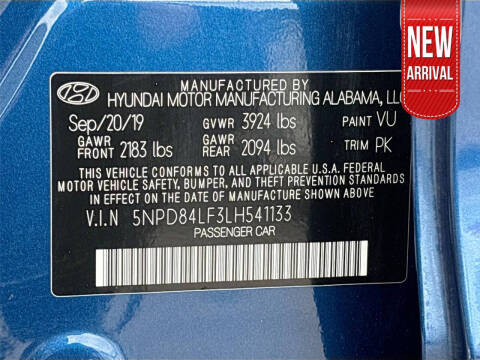 NEW
ARRIVAL
MANUFACTURED BY
HYUNDAI MOTOR MANUFACTURING ALABAMA, LLC
Sep/20/19 GVWR 3924 lbs PAINT VU
GAWR FRONT 2183 lbs GAWR REAR 2094 lbs TRIM PK
THIS VEHICLE CONFORMS TO ALL APPLICABLE U.S.A. FEDERAL
MOTOR VEHICLE SAFETY, BUMPER, AND THEFT PREVENTION STANDARDS
IN EFFECT ON THE DATE OF MANUFACTURE SHOWN ABOVE.
V.I.N 5NPD84LF3LH541133
PASSENGER CAR